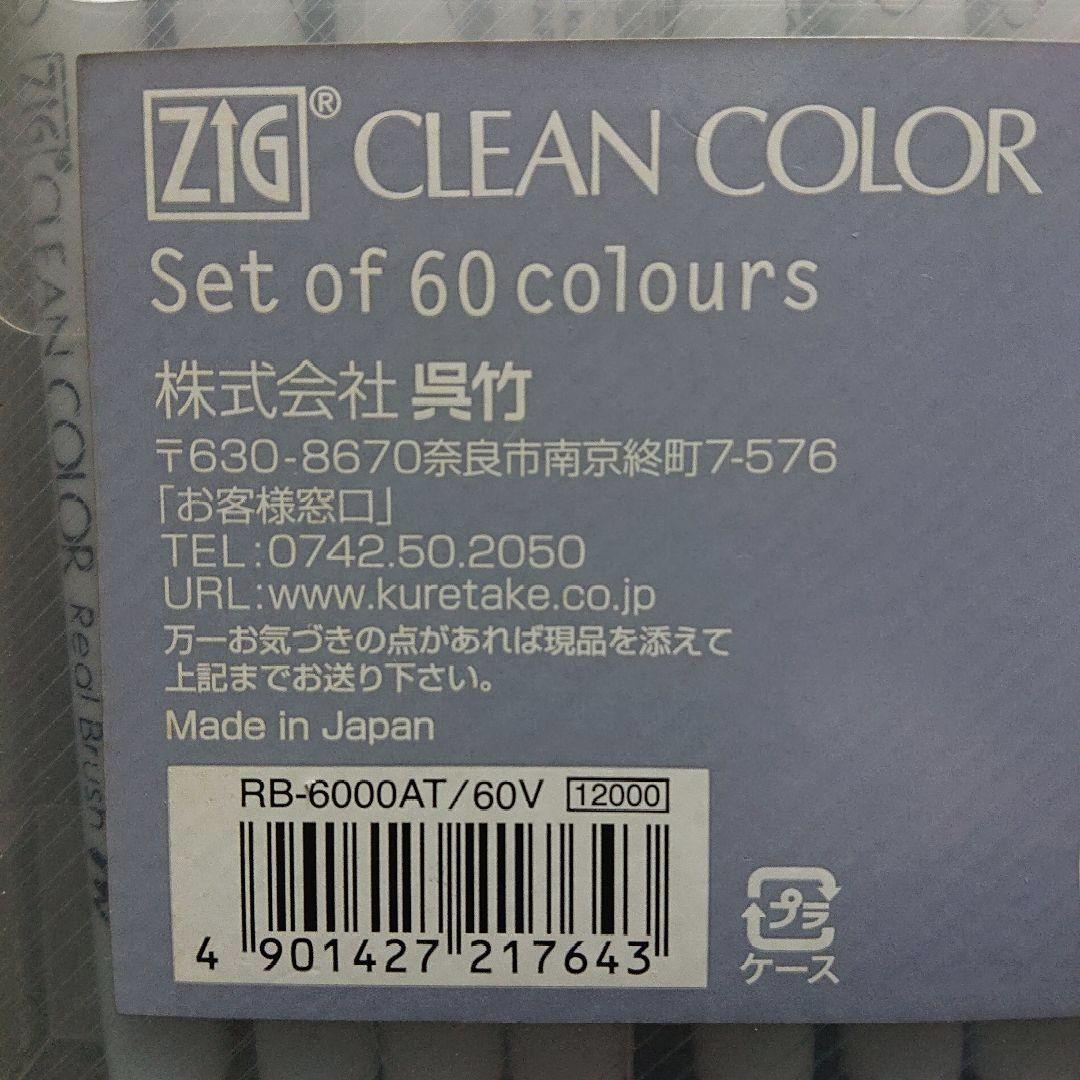 ZIG® CLEAN COLOR
Set of 60 colours
株式会社 呉竹
〒630-8670奈良市南京終町7-576
「お客様窓口」
TEL:0742.50.2050
URL:www.kuretake.co.jp
万一お気づきの点があれば現品を添えて
上記までお送り下さい。
Made in Japan
RB-6000AT/60V 12000
4 901427 217643
プラ
ケース
ZIG CLEAN COLOR Real Brush